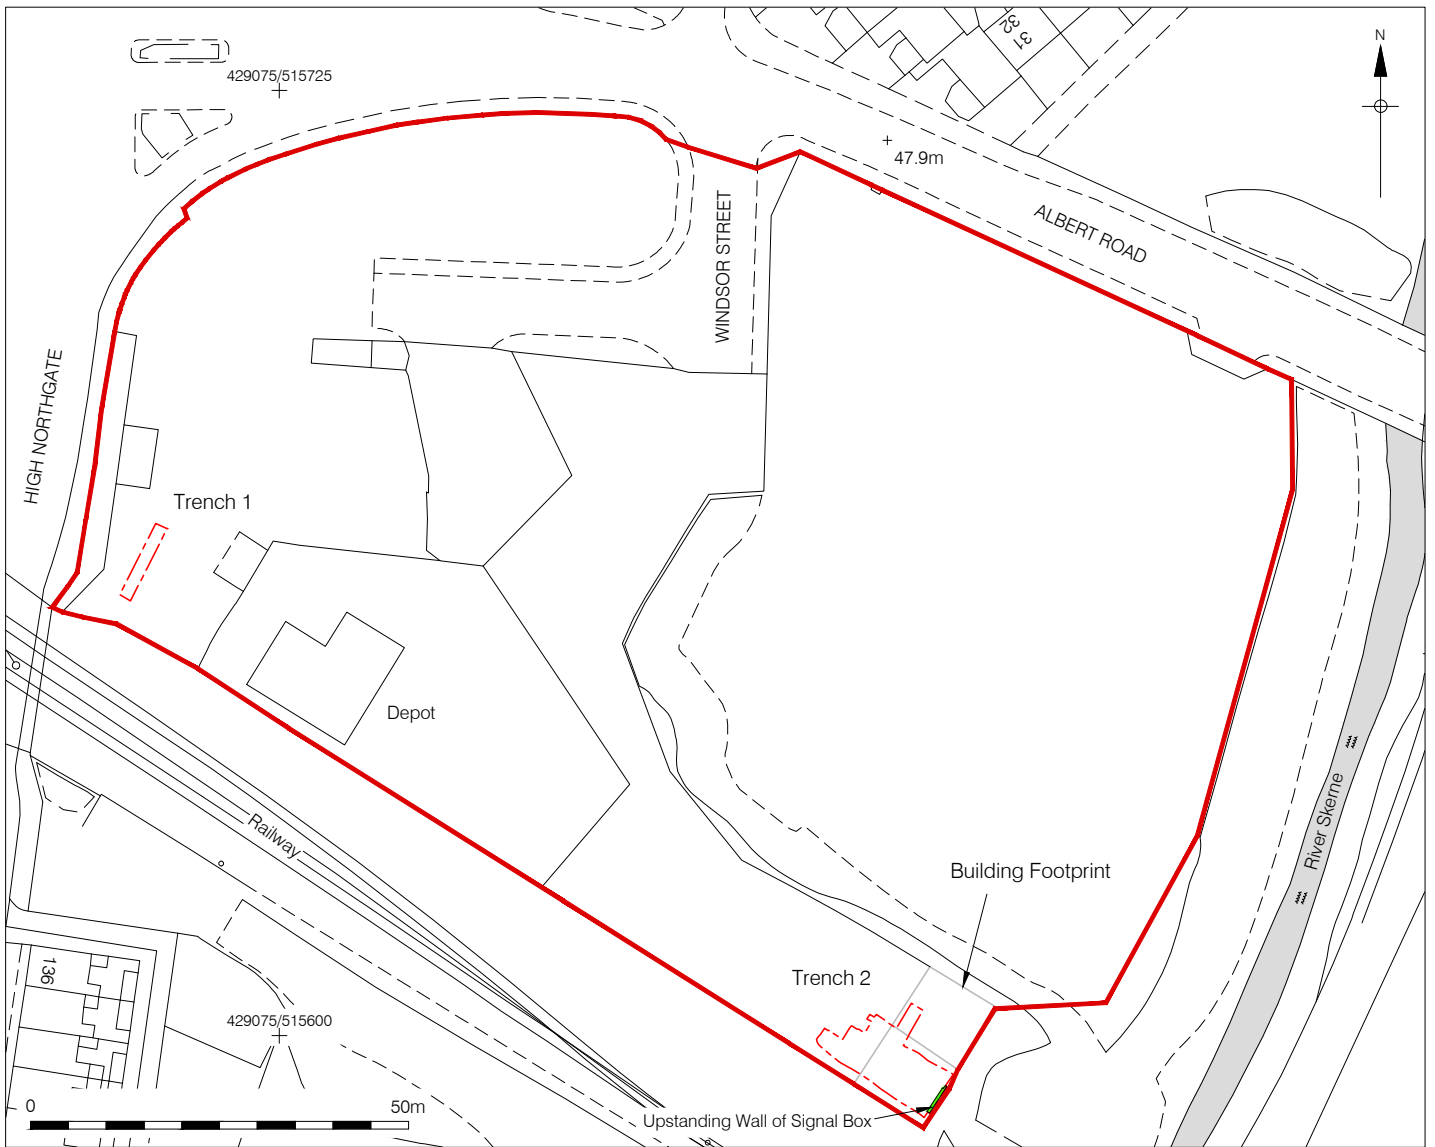 429075/515725
37
32
N
47.9m
ALBERT ROAD
WINDSOR STREET
HIGH NORTHGATE
Trench 1
Depot
Railway
River Skerne
Building Footprint
Trench 2
136
429075/515600
0
50m
Upstanding Wall of Signal Box